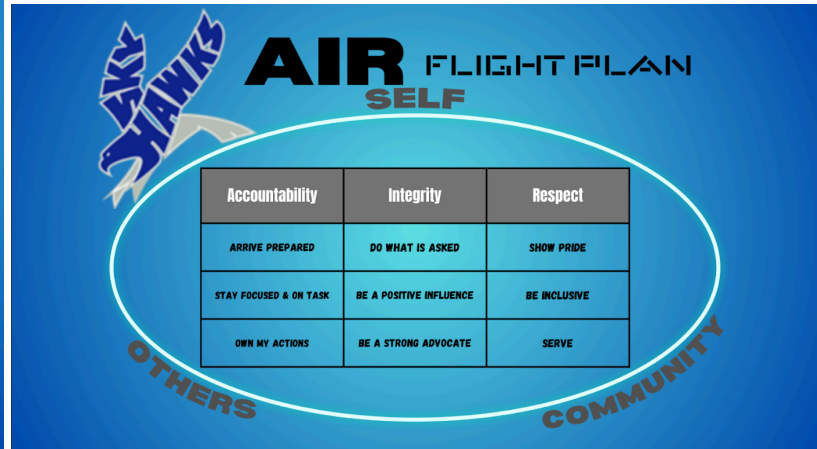 SKY
HAWKS
AIR FLIGHT PLAN
SELF
Accountability Integrity Respect
ARRIVE PREPARED DO WHAT IS ASKED SHOW PRIDE
STAY FOCUSED & ON TASK BE A POSITIVE INFLUENCE BE INCLUSIVE
OWN MY ACTIONS BE A STRONG ADVOCATE SERVE
OTHERS
COMMUNITY